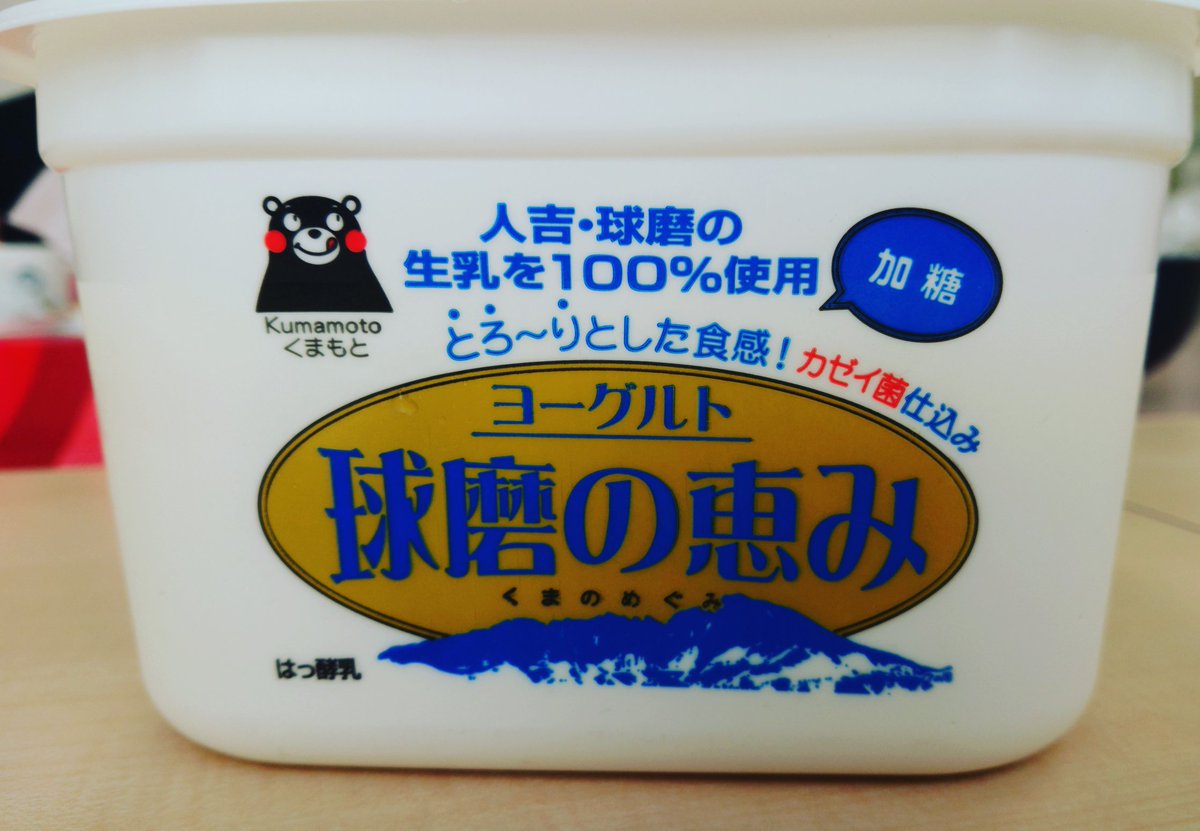 Kumamoto
くまもと
人吉・球磨の
生乳を100%使用
加糖
とろ〜りとした食感!
カゼイ菌仕込み
ヨーグルト
球磨の恵み
くまのめぐみ
はっ酵乳